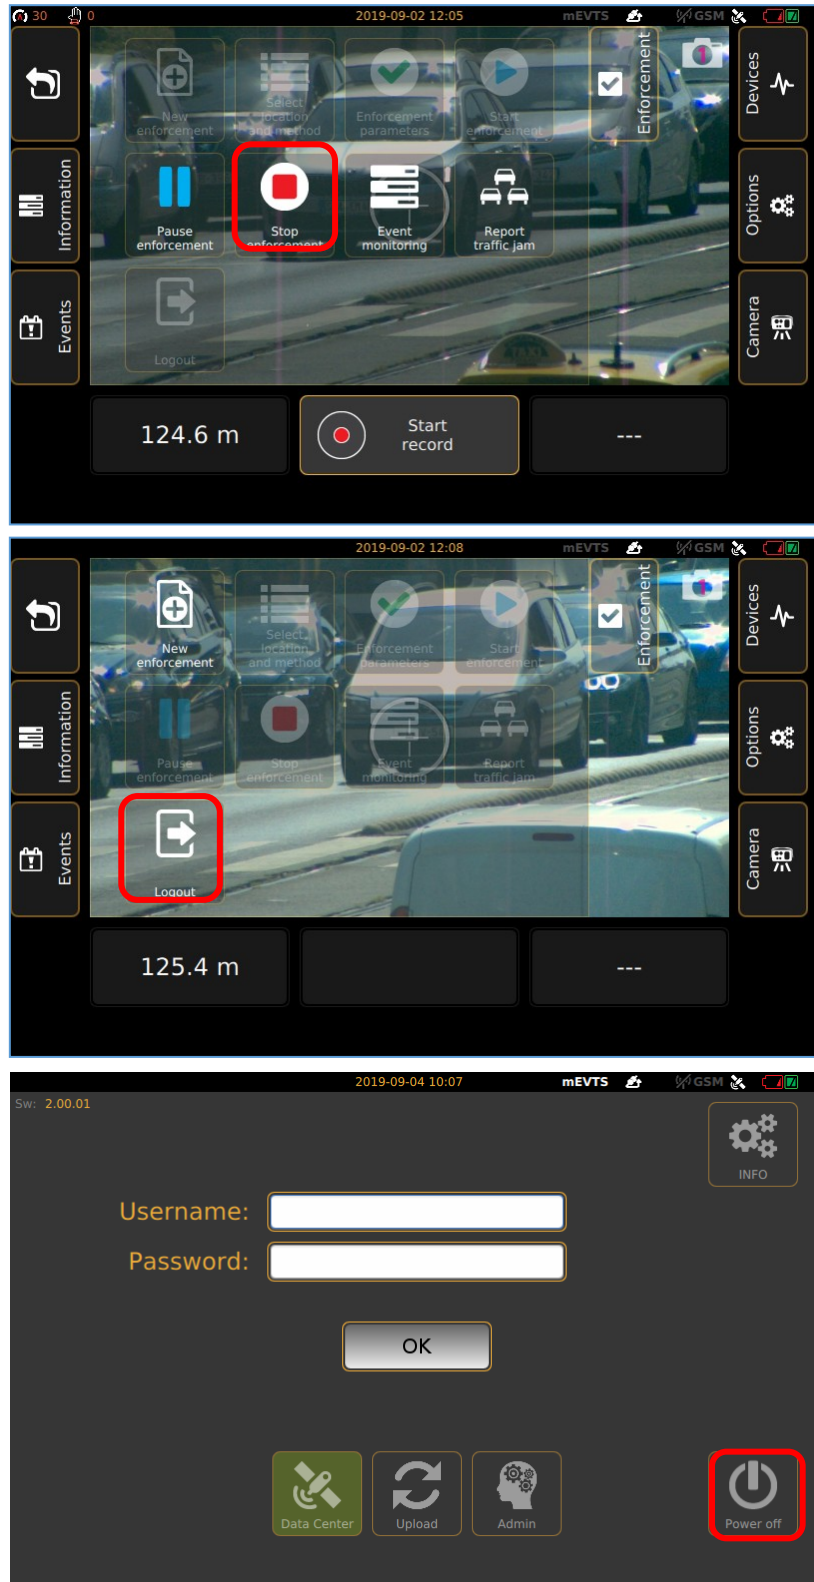 30 0 2019-09-02 12:05 mEVTS GSM
New enforcement
Select location and method
Enforcement parameters
Start enforcement
Enforcement
1
Devices
Information
Pause enforcement
Stop enforcement
Event monitoring
Report traffic jam
Options
Events
Logout
TAXI
Camera
124.6 m
Start record
---
2019-09-02 12:08 mEVTS GSM
New enforcement
Select location and method
Enforcement parameters
Start enforcement
Enforcement
1
Devices
Information
Pause enforcement
Stop enforcement
Event monitoring
Report traffic jam
Options
Events
Logout
Camera
125.4 m
---
2019-09-04 10:07 mEVTS GSM
Sw: 2.00.01
INFO
Username:
Password:
OK
Data Center
Upload
Admin
Power off